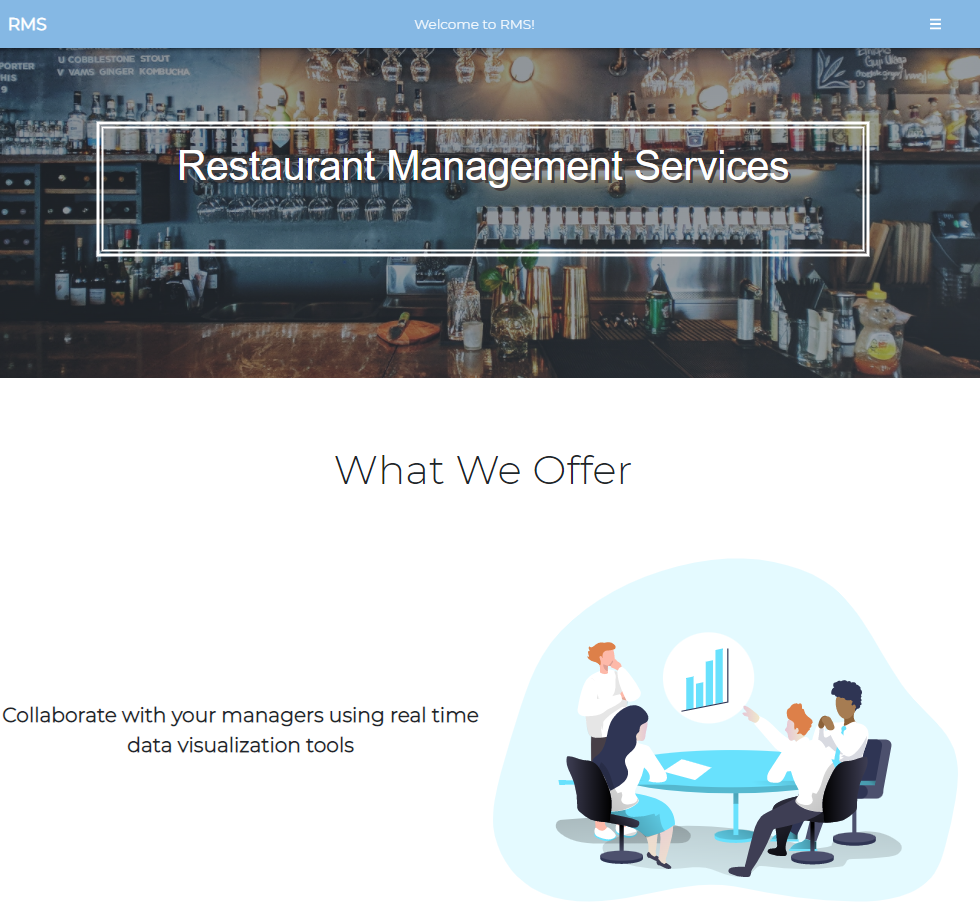 RMS
Welcome to RMS!
U COBBLESTONE STOUT
PORTER
V VAMS GINGER KOMBUCHA
HIS
9
Restaurant Management Services
What We Offer
Collaborate with your managers using real time
data visualization tools